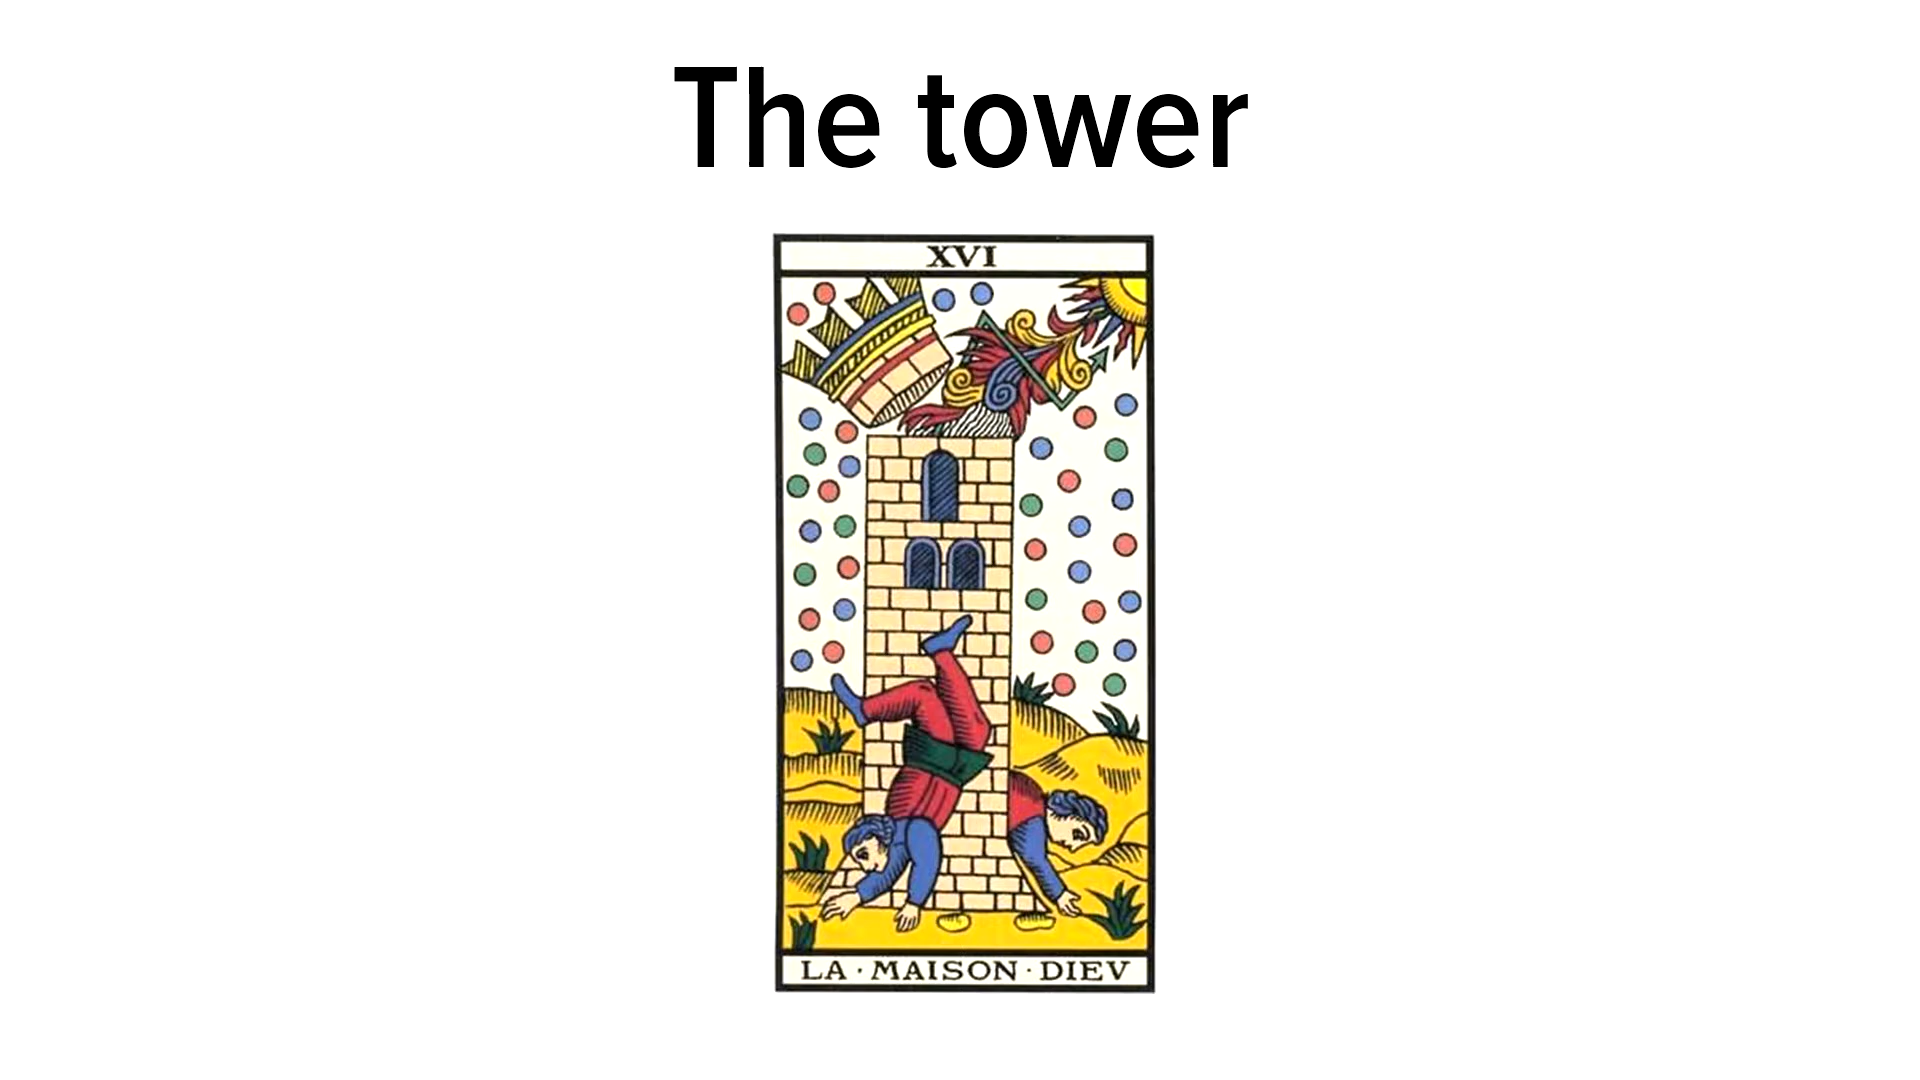 The tower
XVI
LA · MAISON · DIEV